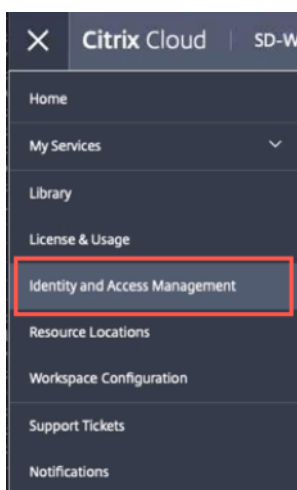 Citrix Cloud SD-W
Home
My Services
Library
License & Usage
Identity and Access Management
Resource Locations
Workspace Configuration
Support Tickets
Notifications